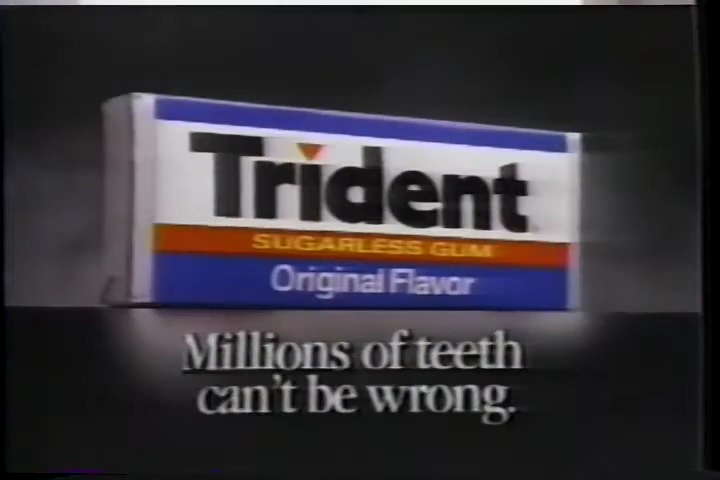 Trident
SUGARLESS GUM
Original Flavor
Millions of teeth
can't be wrong.